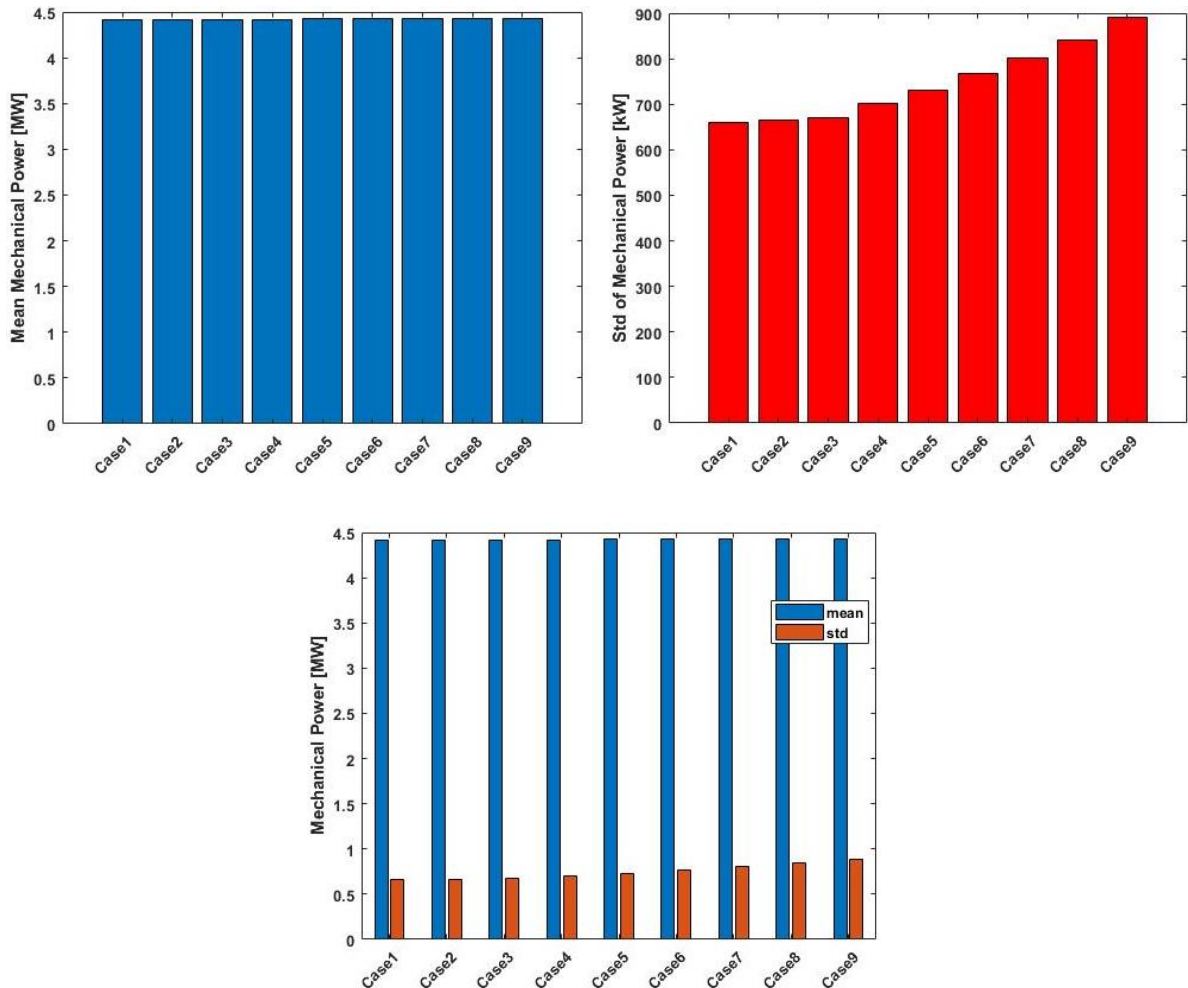 Mean Mechanical Power [MW]
4.5
4
3.5
3
2.5
2
1.5
1
0.5
0
Case1
Case2
Case3
Case4
Case5
Case6
Case7
Case8
Case9
Std of Mechanical Power [kW]
900
800
700
600
500
400
300
200
100
0
Case1
Case2
Case3
Case4
Case5
Case6
Case7
Case8
Case9
Mechanical Power [MW]
4.5
4
3.5
3
2.5
2
1.5
1
0.5
0
mean
std
Case1
Case2
Case3
Case4
Case5
Case6
Case7
Case8
Case9